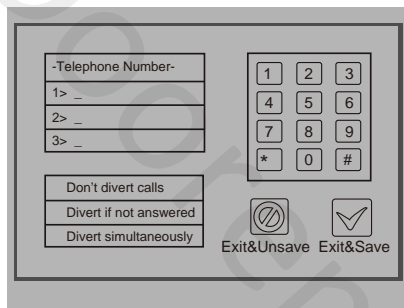 -Telephone Number-
1> _
2> _
3> _
Don't divert calls
Divert if not answered
Divert simultaneously
1 2 3
4 5 6
7 8 9
* 0 #
Exit&Unsave Exit&Save